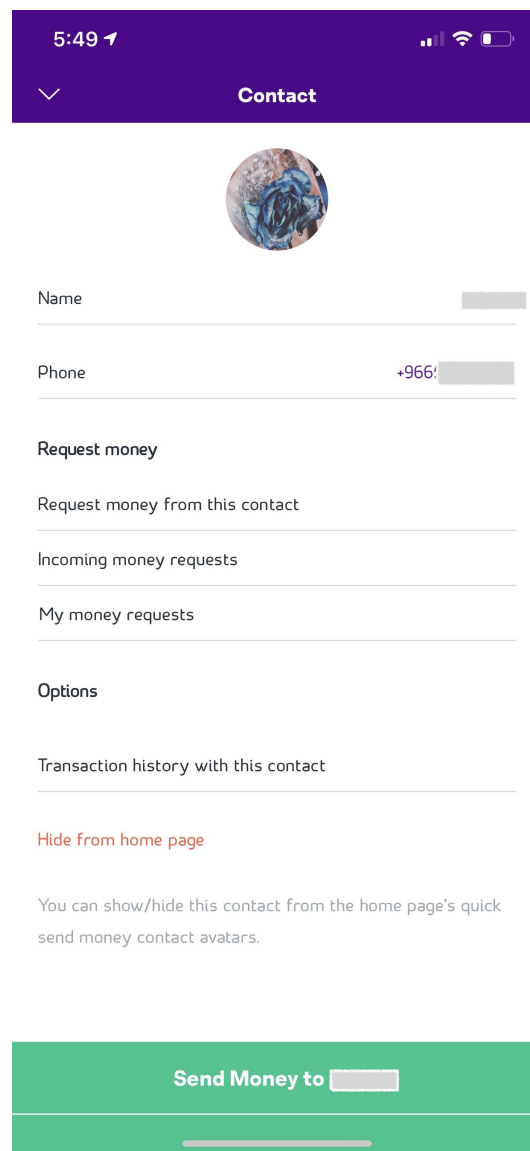 5:49
Contact
Name
Phone
+966
Request money
Request money from this contact
Incoming money requests
My money requests
Options
Transaction history with this contact
Hide from home page
You can show/hide this contact from the home page's quick
send money contact avatars.
Send Money to